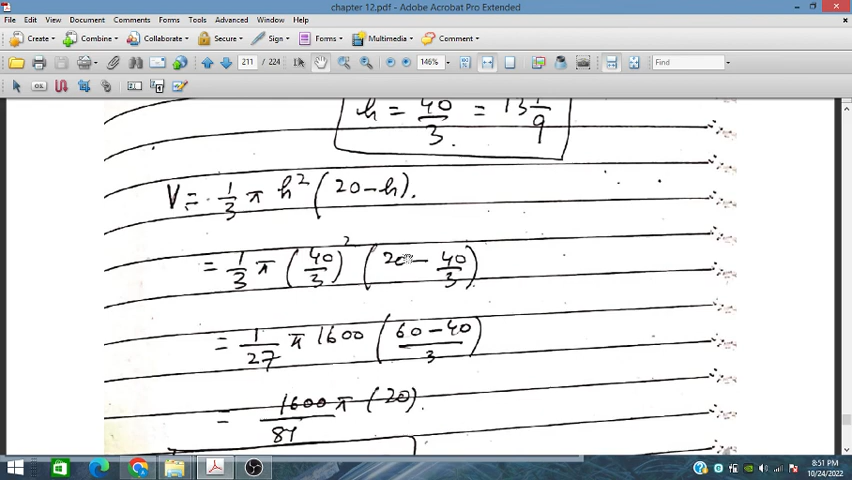 chapter 12.pdf - Adobe Acrobat Pro Extended
File Edit View Document Comments Forms Tools Advanced Window Help
Create Combine Collaborate Secure Sign Forms Multimedia Comment
211 / 224 146% Find
h = 40/3. = 13 1/9
V = 1/3 π h² (20-h).
= 1/3 π (40/3)² (20 - 40/3)
= 1/27 π 1600 (60-40/3)
= 1600/81 π (20).
8:51 PM
10/24/2022